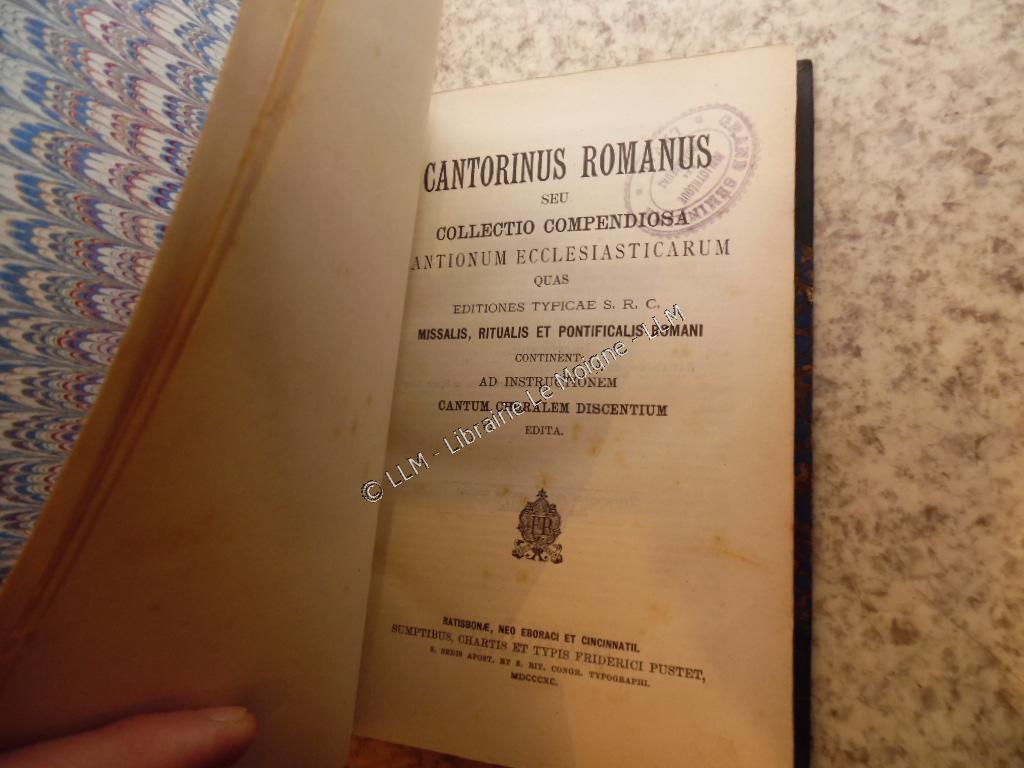 CANTORINUS ROMANUS
SEU
COLLECTIO COMPENDIOSA
ANTIONUM ECCLESIASTICARUM
QUAS
EDITIONES TYPICAE S. R. C.
MISSALIS, RITUALIS ET PONTIFICALIS ROMANI
CONTINENT,
AD INSTRUCTIONEM
CANTUM CHORALEM DISCENTIUM
EDITA.
© LLM - Librairie Le Moigne - LLM
RATISBONÆ, NEO EBORACI ET CINCINNATII.
SUMPTIBUS, CHARTIS ET TYPIS FRIDERICI PUSTET,
S. SEDIS APOST. ET S. RIT. CONGR. TYPOGRAPHI.
MDCCCXC.